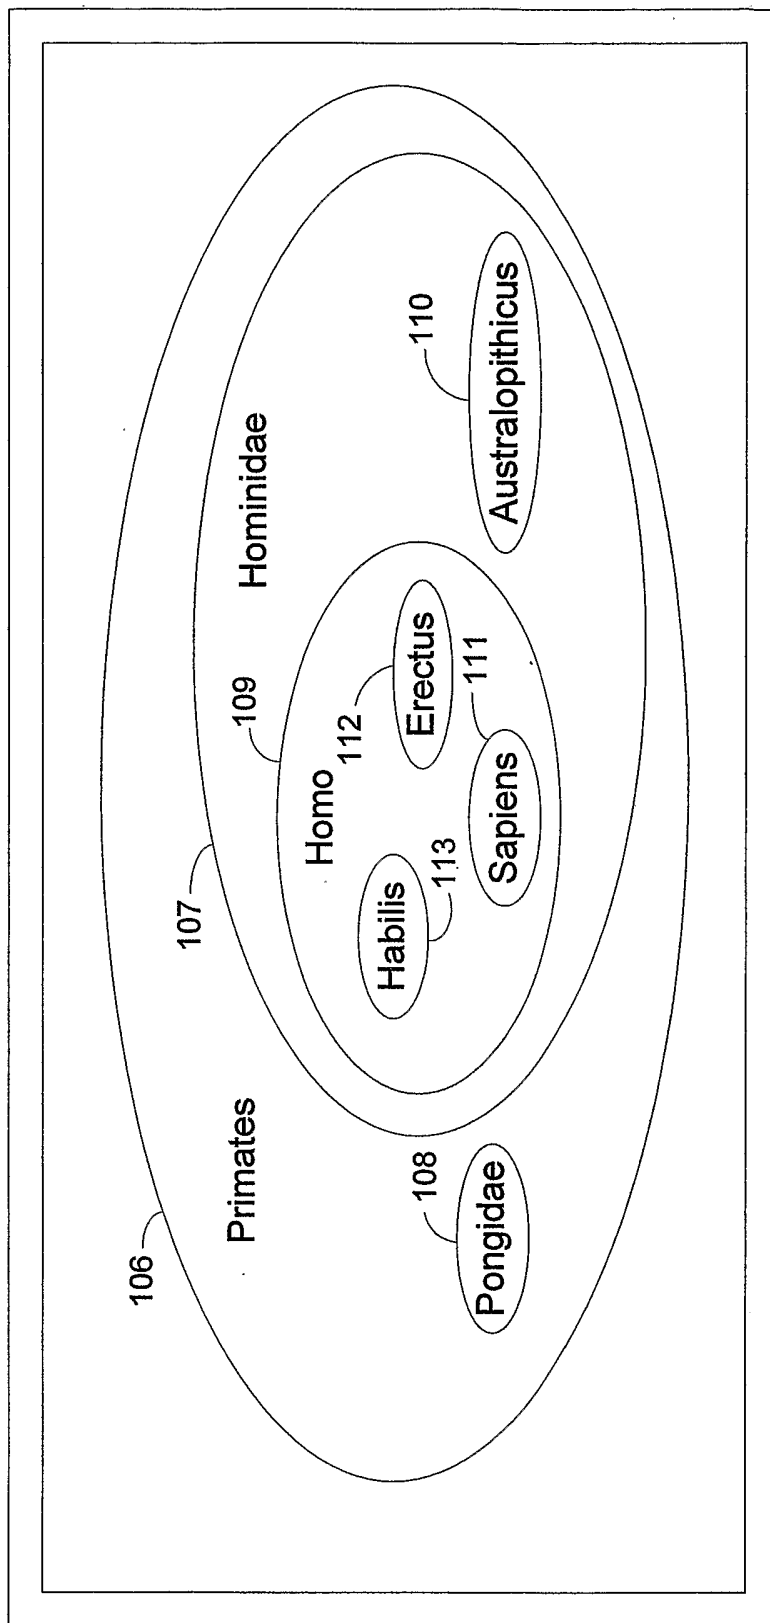 106
Primates
107
Hominidae
109
Homo
110
112
Erectus
111
Habilis
113
Sapiens
Australopithicus
108
Pongidae